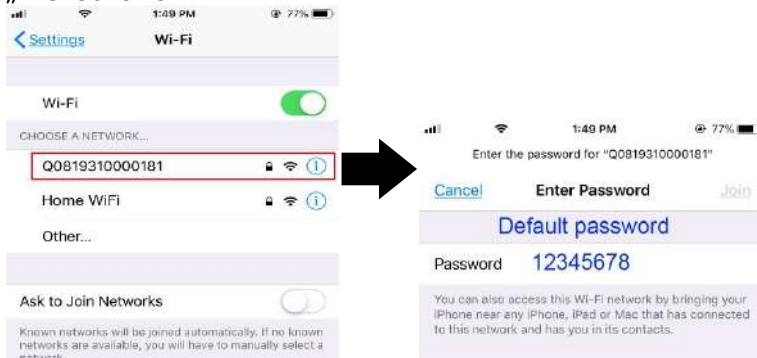 1:49 PM
77%
Settings
Wi-Fi
Wi-Fi
CHOOSE A NETWORK...
Q0819310000181
Home WiFi
Other...
Ask to Join Networks
Known networks will be joined automatically. If no known
networks are available, you will have to manually select a
network.
1:49 PM
77%
Enter the password for "Q0819310000181"
Cancel
Enter Password
Join
Default password
Password 12345678
You can also access this Wi-Fi network by bringing your
iPhone near any iPhone, iPad or Mac that has connected
to this network and has you in its contacts.